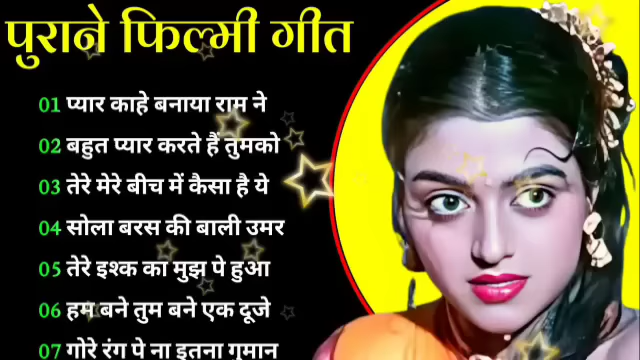 पुराने फिल्मी गीत
01 प्यार काहे बनाया राम ने
02 बहुत प्यार करते हैं तुमको
03 तेरे मेरे बीच में कैसा है ये
04 सोला बरस की बाली उमर
05 तेरे इश्क का मुझ पे हुआ
06 हम बने तुम बने एक दूजे
07 गोरे रंग पे ना इतना गुमान